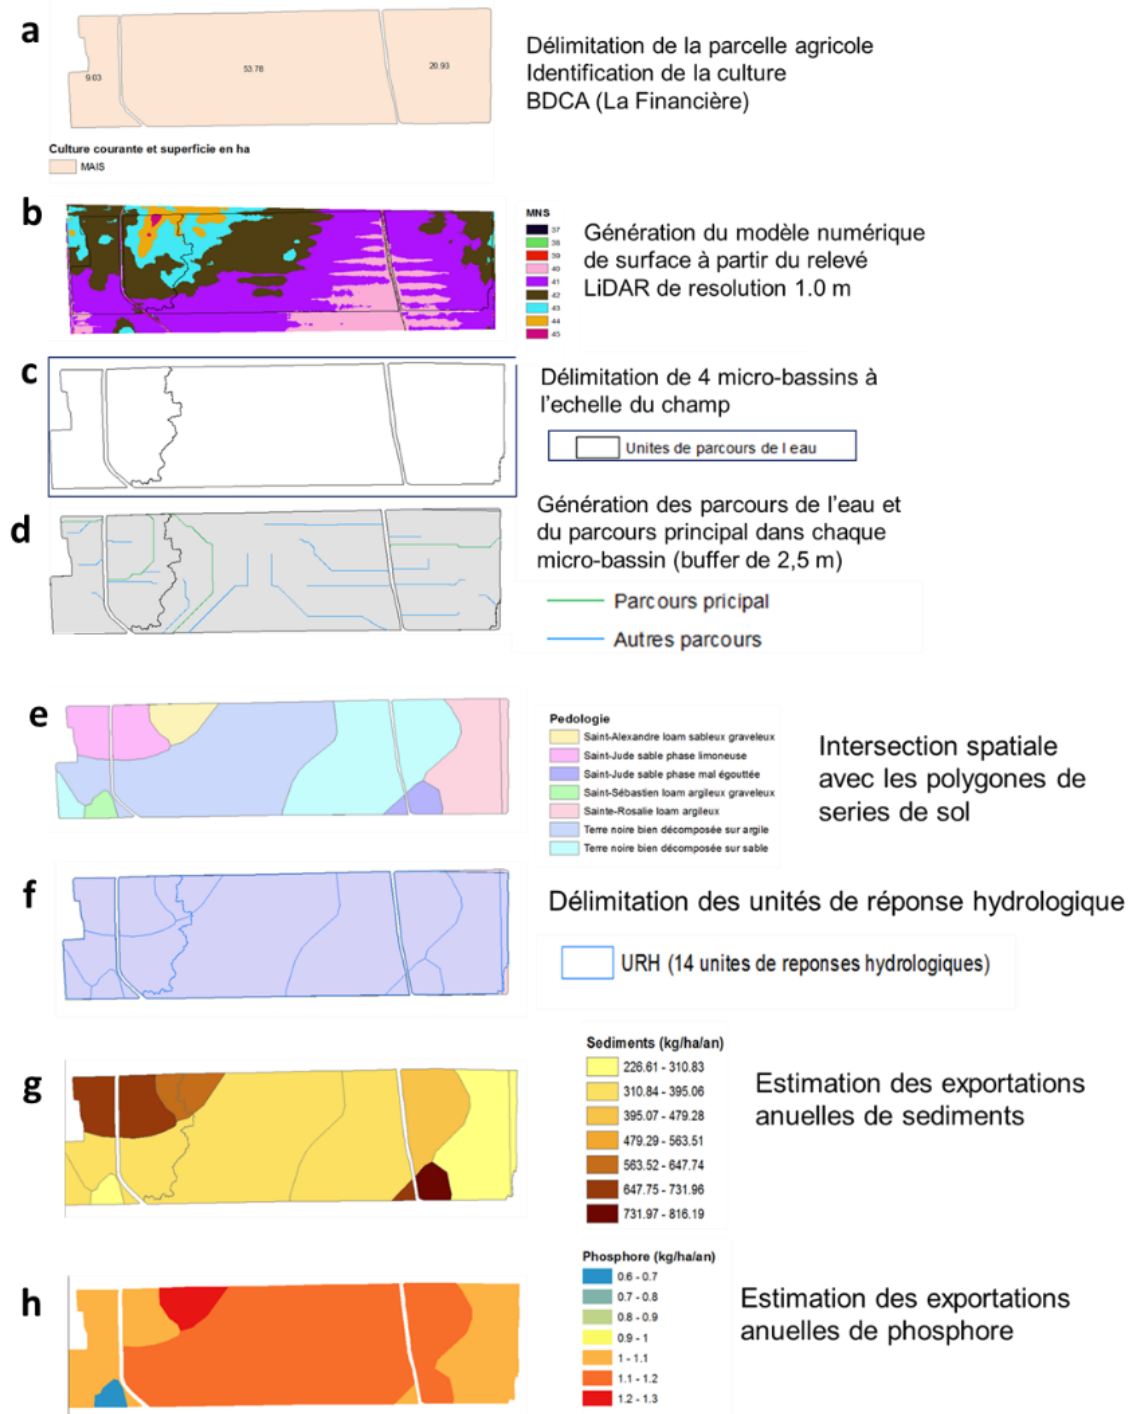 a
9.03
53.78
20.93
Délimitation de la parcelle agricole
Identification de la culture
BDCA (La Financière)
Culture courante et superficie en ha
MAIS
b
MNS
37
38
39
40
41
42
43
44
45
Génération du modèle numérique
de surface à partir du relevé
LiDAR de resolution 1.0 m
c
Délimitation de 4 micro-bassins à
l'echelle du champ
Unites de parcours de l eau
d
Génération des parcours de l'eau et
du parcours principal dans chaque
micro-bassin (buffer de 2,5 m)
Parcours pricipal
Autres parcours
e
Pedologie
Saint-Alexandre loam sableux graveleux
Saint-Jude sable phase limoneuse
Saint-Jude sable phase mal égouttée
Saint-Sébastien loam argileux graveleux
Sainte-Rosalie loam argileux
Terre noire bien décomposée sur argile
Terre noire bien décomposée sur sable
Intersection spatiale
avec les polygones de
series de sol
f
Délimitation des unités de réponse hydrologique
URH (14 unites de reponses hydrologiques)
g
Sediments (kg/ha/an)
226.61 - 310.83
310.84 - 395.06
395.07 - 479.28
479.29 - 563.51
563.52 - 647.74
647.75 - 731.96
731.97 - 816.19
Estimation des exportations
anuelles de sediments
h
Phosphore (kg/ha/an)
0.6 - 0.7
0.7 - 0.8
0.8 - 0.9
0.9 - 1
1 - 1.1
1.1 - 1.2
1.2 - 1.3
Estimation des exportations
anuelles de phosphore